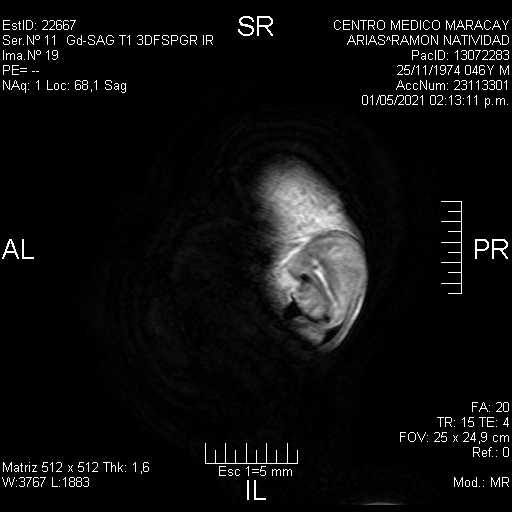 EstID: 22667
Ser.Nº 11 Gd-SAG T1 3DFSPGR IR
Ima.Nº 19
PE= --
NAq: 1 Loc: 68,1 Sag
SR
CENTRO MEDICO MARACAY
ARIAS^RAMON NATIVIDAD
PacID: 13072283
25/11/1974 046Y M
AccNum: 23113301
01/05/2021 02:13:11 p.m.
AL
PR
FA: 20
TR: 15 TE: 4
FOV: 25 x 24,9 cm
Ref.: 0
Matriz 512 x 512 Thk: 1,6
W:3767 L:1883
Esc 1=5 mm
IL
Mod.: MR